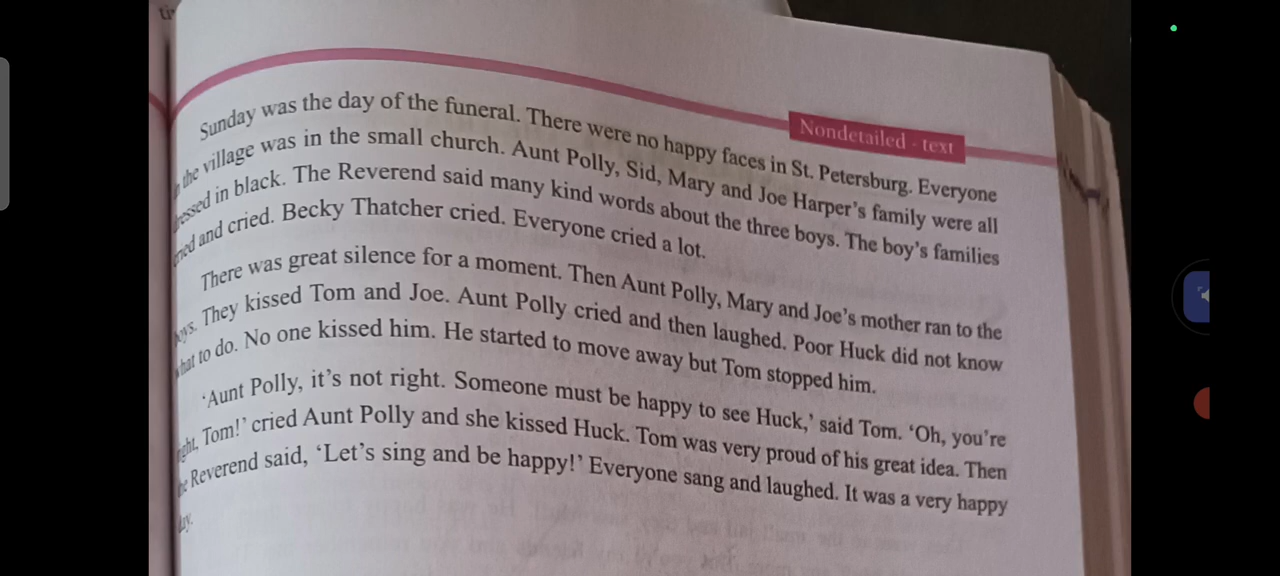 Nondetailed - text
Sunday was the day of the funeral. There were no happy faces in St. Petersburg. Everyone
the village was in the small church. Aunt Polly, Sid, Mary and Joe Harper's family were all
ressed in black. The Reverend said many kind words about the three boys. The boy's families
and cried. Becky Thatcher cried. Everyone cried a lot.
There was great silence for a moment. Then Aunt Polly, Mary and Joe's mother ran to the
oys. They kissed Tom and Joe. Aunt Polly cried and then laughed. Poor Huck did not know
hat to do. No one kissed him. He started to move away but Tom stopped him.
'Aunt Polly, it's not right. Someone must be happy to see Huck,' said Tom. 'Oh, you're
ght, Tom!' cried Aunt Polly and she kissed Huck. Tom was very proud of his great idea. Then
Reverend said, 'Let's sing and be happy!' Everyone sang and laughed. It was a very happy
ay.